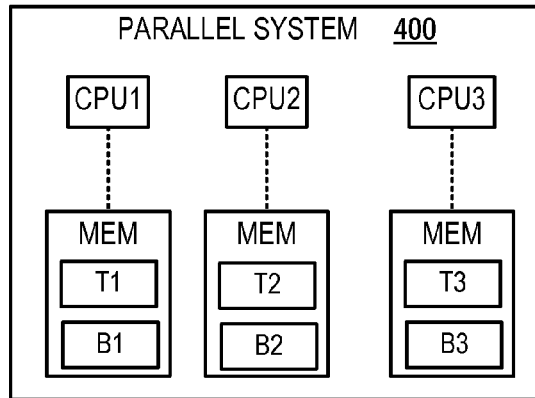 PARALLEL SYSTEM 400
CPU1 CPU2 CPU3
MEM MEM MEM
T1 T2 T3
B1 B2 B3